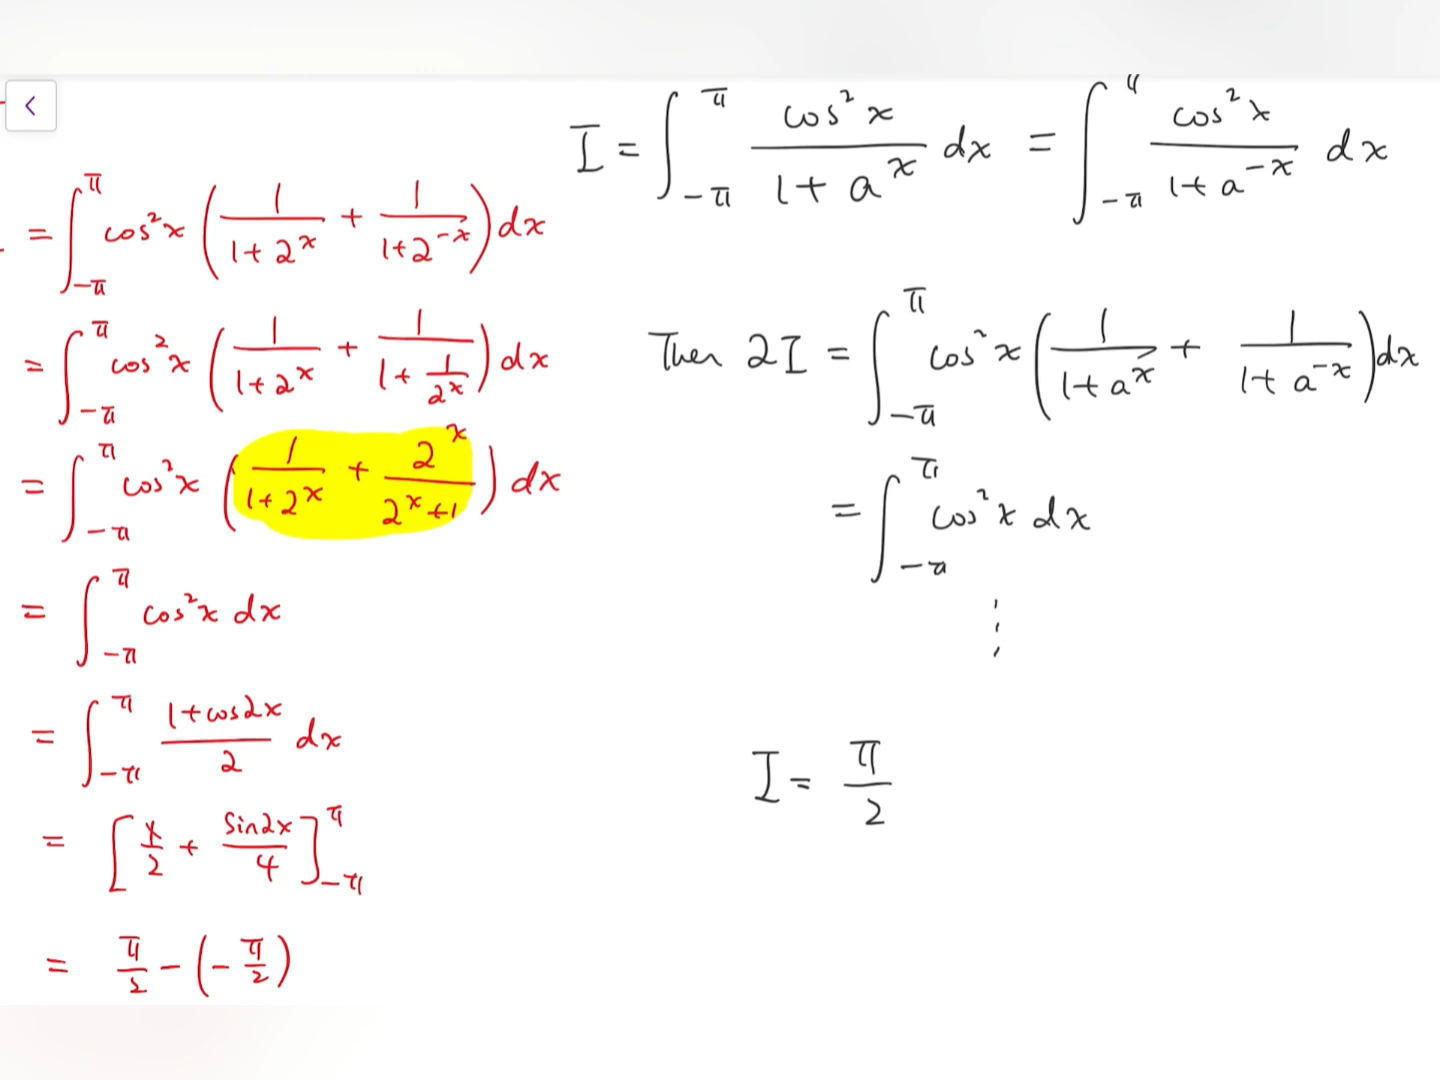 = ∫_{-π}^{π} cos²x (1/(1+2^x) + 1/(1+2^{-x})) dx
= ∫_{-π}^{π} cos²x (1/(1+2^x) + 1/(1+1/2^x)) dx
= ∫_{-π}^{π} cos²x (1/(1+2^x) + 2^x/(2^x+1)) dx
= ∫_{-π}^{π} cos²x dx
= ∫_{-π}^{π} (1+cos2x)/2 dx
= [x/2 + sin2x/4]_{-π}^{π}
= π/2 - (-π/2)
I = ∫_{-π}^{π} cos²x/(1+a^x) dx = ∫_{-π}^{π} cos²x/(1+a^{-x}) dx
Then 2I = ∫_{-π}^{π} cos²x (1/(1+a^x) + 1/(1+a^{-x})) dx
= ∫_{-π}^{π} cos²x dx
⋮
I = π/2